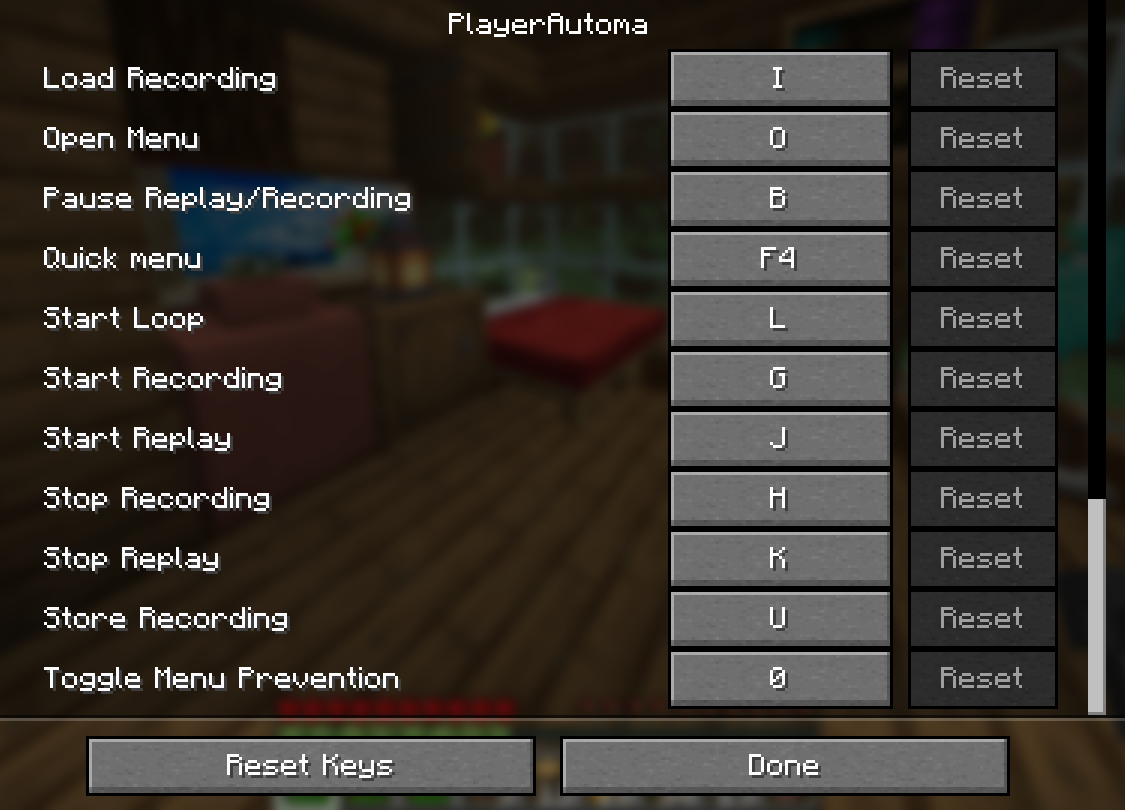 PlayerAutoma
Load Recording I Reset
Open Menu O Reset
Pause Replay/Recording B Reset
Quick menu F4 Reset
Start Loop L Reset
Start Recording G Reset
Start Replay J Reset
Stop Recording H Reset
Stop Replay K Reset
Store Recording U Reset
Toggle Menu Prevention 0 Reset
Reset Keys Done